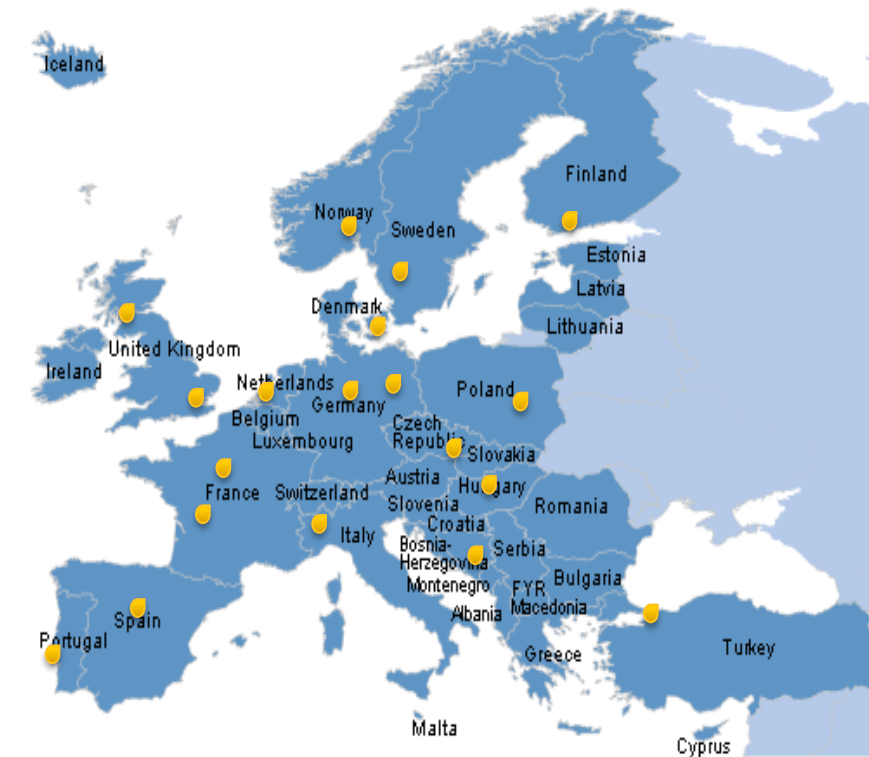 Iceland
Finland
Norway
Sweden
Estonia
Latvia
Denmark
Lithuania
United Kingdom
Ireland
Netherlands
Poland
Germany
Belgium
Czech
Republic
Luxembourg
Slovakia
Austria
Hungary
France
Switzerland
Slovenia
Romania
Croatia
Italy
Bosnia-
Herzegovina
Serbia
Montenegro
Bulgaria
FYR
Macedonia
Albania
Spain
Portugal
Turkey
Greece
Malta
Cyprus